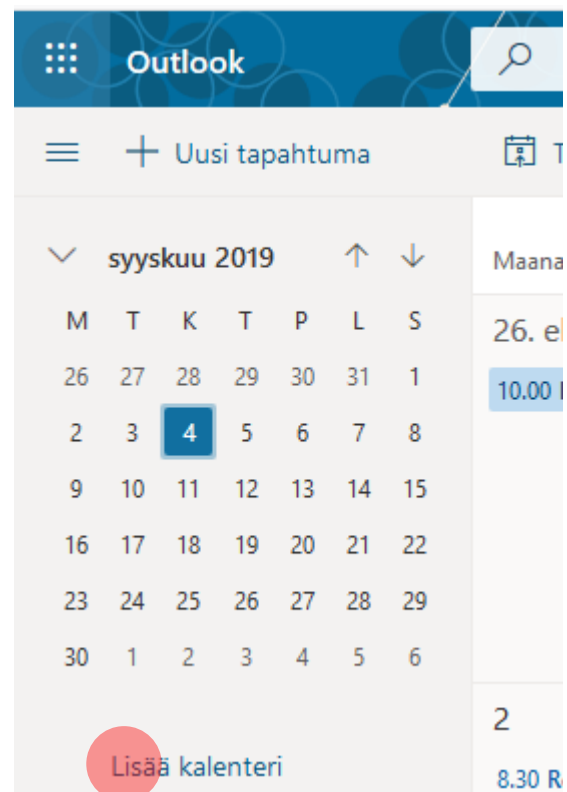 Outlook
Uusi tapahtuma
syyskuu 2019
M T K T P L S
26 27 28 29 30 31 1
2 3 4 5 6 7 8
9 10 11 12 13 14 15
16 17 18 19 20 21 22
23 24 25 26 27 28 29
30 1 2 3 4 5 6
Lisää kalenteri
Maana
26. el
10.00
2
8.30